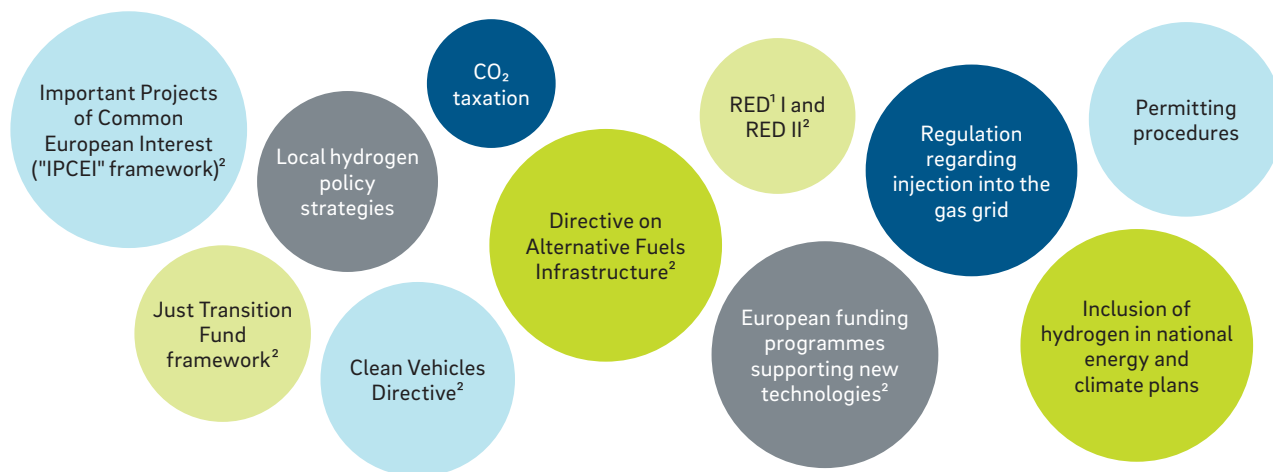 Important Projects
of Common
European Interest
("IPCEI" framework)²
Local hydrogen
policy
strategies
CO₂
taxation
Directive on
Alternative Fuels
Infrastructure²
RED¹ I and
RED II²
Regulation
regarding
injection into the
gas grid
Permitting
procedures
Just Transition
Fund
framework²
Clean Vehicles
Directive²
European funding
programmes
supporting new
technologies²
Inclusion of
hydrogen in national
energy and
climate plans